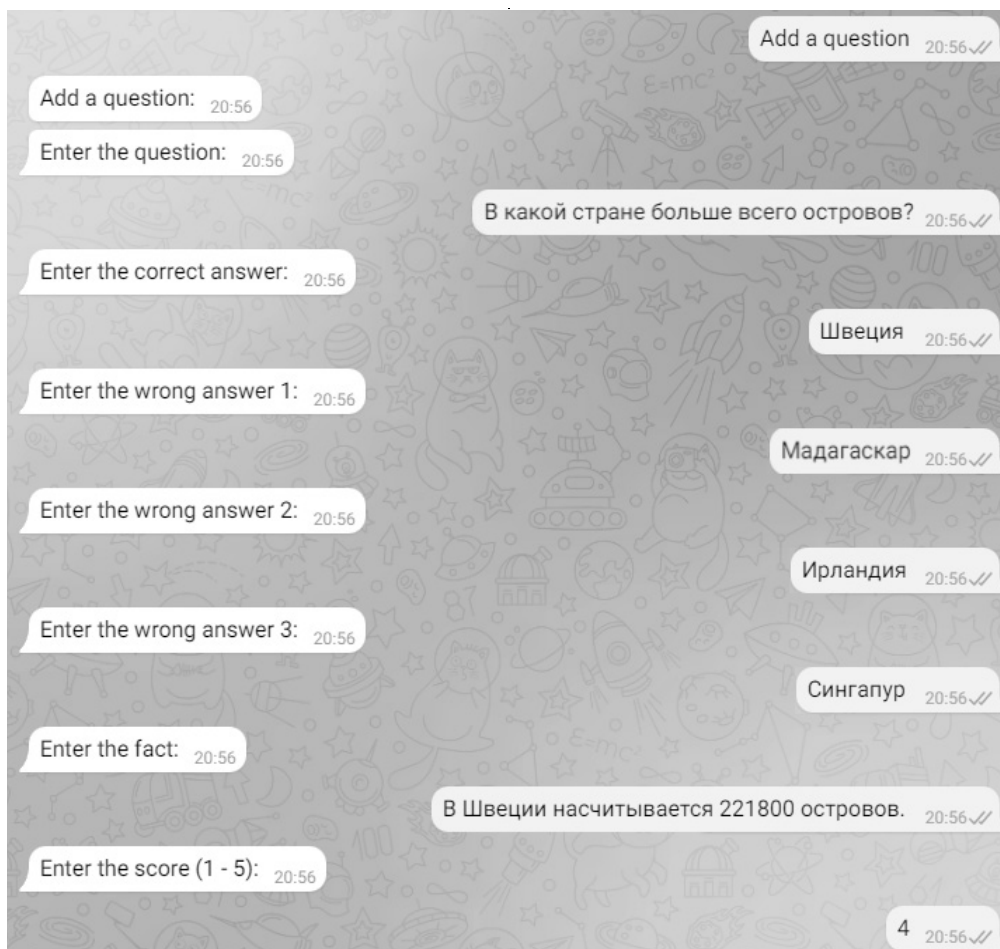 Add a question 20:56
Add a question: 20:56
Enter the question: 20:56
В какой стране больше всего островов? 20:56
Enter the correct answer: 20:56
Швеция 20:56
Enter the wrong answer 1: 20:56
Мадагаскар 20:56
Enter the wrong answer 2: 20:56
Ирландия 20:56
Enter the wrong answer 3: 20:56
Сингапур 20:56
Enter the fact: 20:56
В Швеции насчитывается 221800 островов. 20:56
Enter the score (1 - 5): 20:56
4 20:56